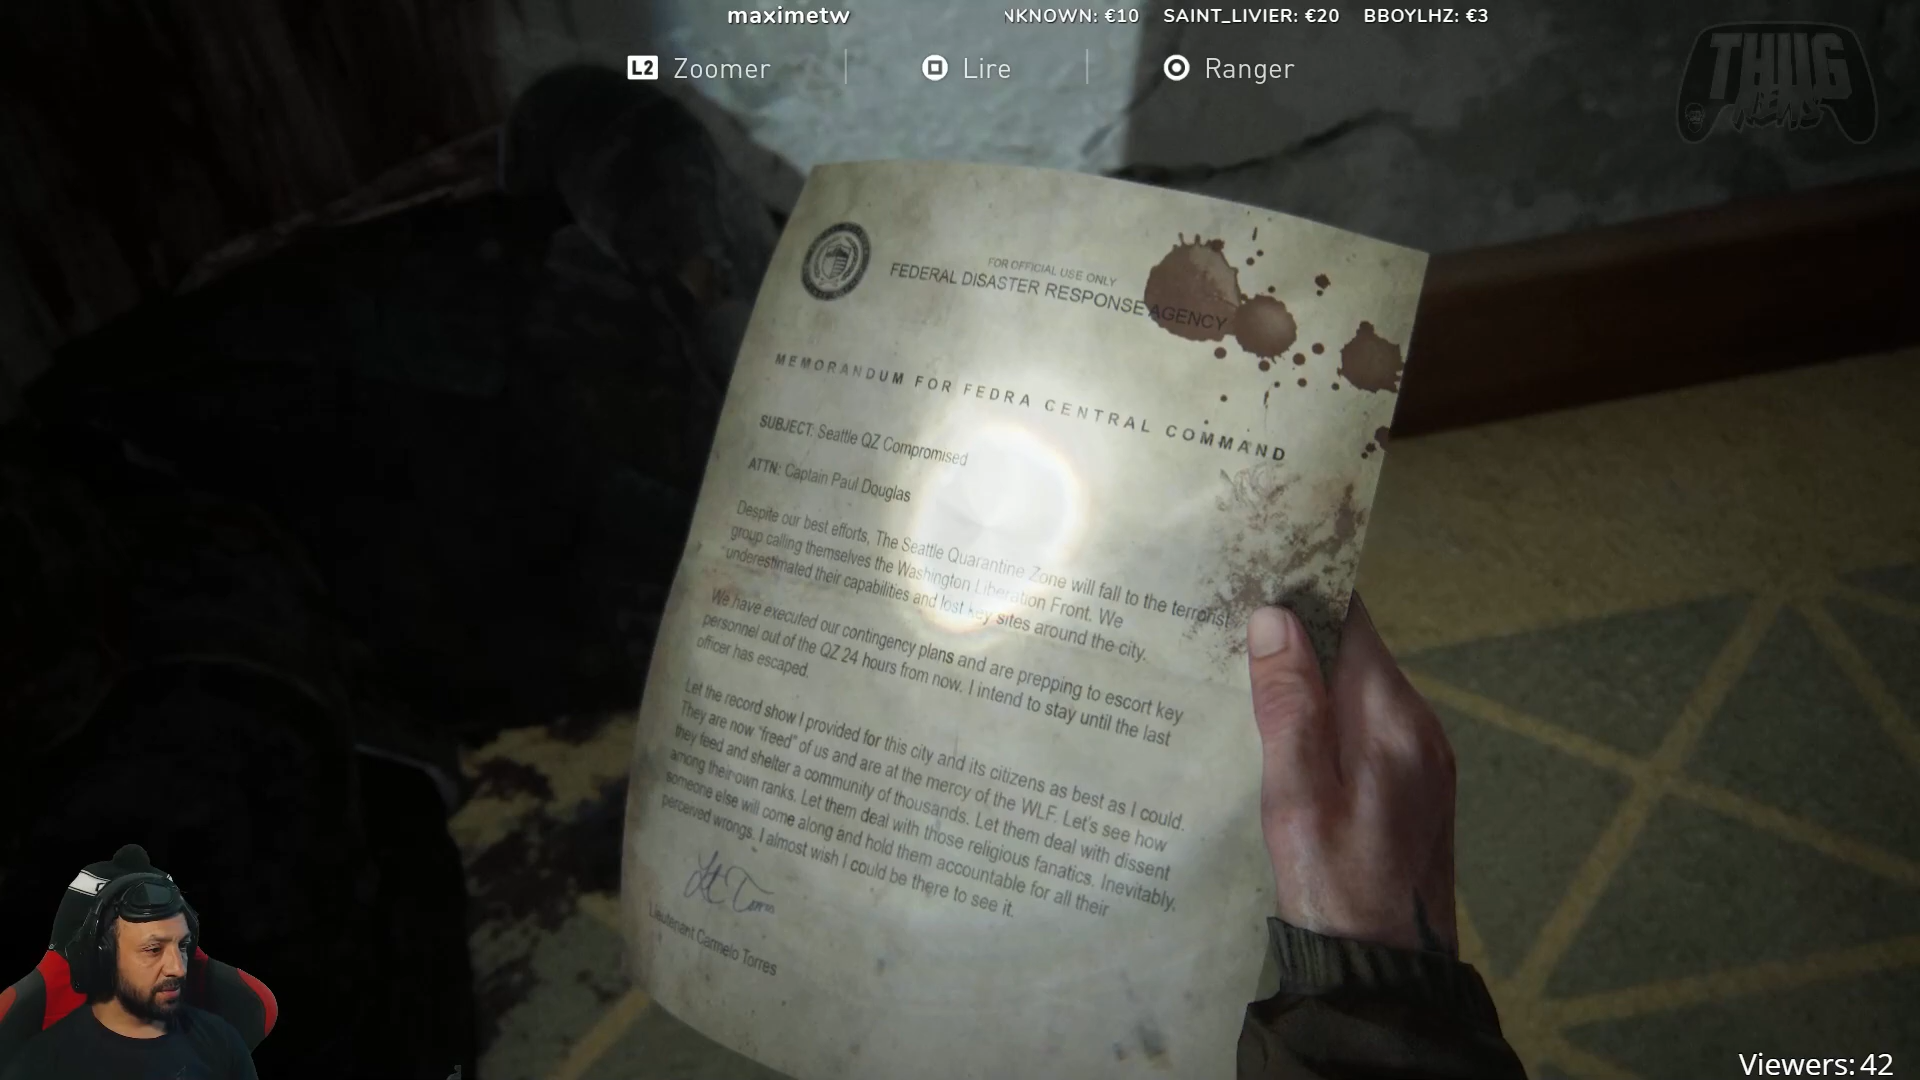 maximetw
NKNOWN: €10 SAINT_LIVIER: €20 BBOYLHZ: €3
L2 Zoomer
Lire
Ranger
THUG
NEWS
FOR OFFICIAL USE ONLY
FEDERAL DISASTER RESPONSE AGENCY
MEMORANDUM FOR FEDRA CENTRAL COMMAND
SUBJECT: Seattle QZ Compromised
ATTN: Captain Paul Douglas
Despite our best efforts, The Seattle Quarantine Zone will fall to the terrorist
group calling themselves the Washington Liberation Front. We
underestimated their capabilities and lost key sites around the city.
We have executed our contingency plans and are prepping to escort key
personnel out of the QZ 24 hours from now. I intend to stay until the last
officer has escaped.
Let the record show I provided for this city and its citizens as best as I could.
They are now "freed" of us and are at the mercy of the WLF. Let's see how
they feed and shelter a community of thousands. Let them deal with dissent
among their own ranks. Let them deal with those religious fanatics. Inevitably,
someone else will come along and hold them accountable for all their
perceived wrongs. I almost wish I could be there to see it.
Lt Torres
Lieutenant Carmelo Torres
Viewers: 42